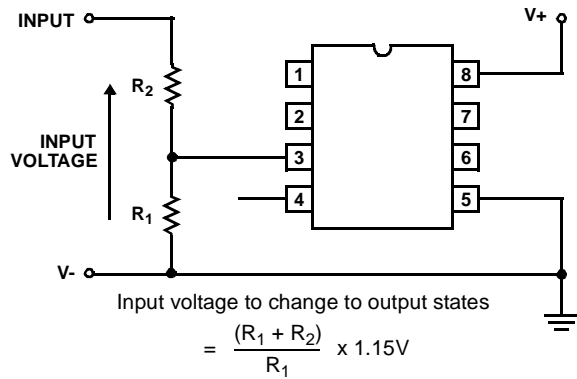 INPUT
V+
R2
INPUT
VOLTAGE
R1
V-
1
2
3
4
8
7
6
5
Input voltage to change to output states
= (R1 + R2) / R1 x 1.15V